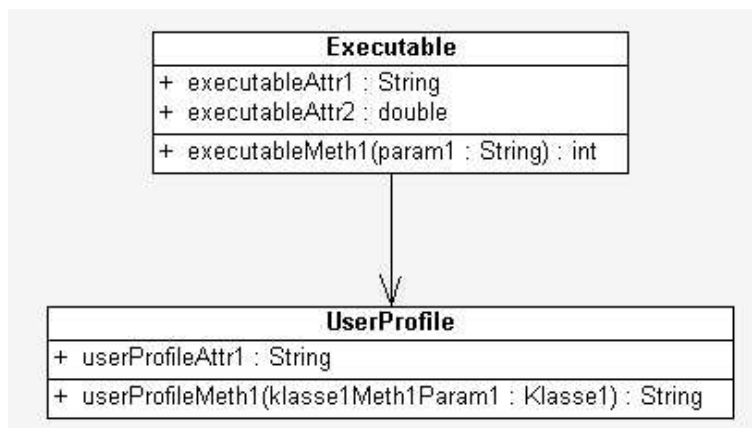 Executable
+ executableAttr1 : String
+ executableAttr2 : double
+ executableMeth1(param1 : String) : int
UserProfile
+ userProfileAttr1 : String
+ userProfileMeth1(klasse1Meth1Param1 : Klasse1) : String